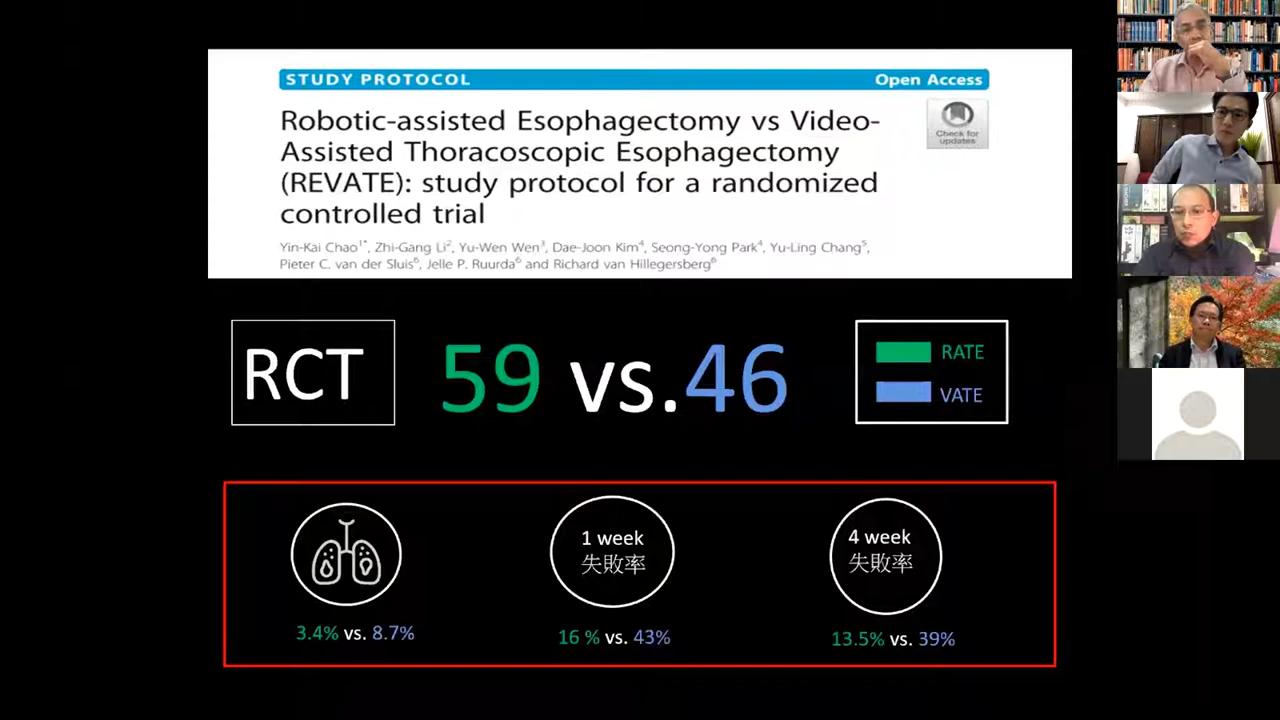 STUDY PROTOCOL
Open Access
Robotic-assisted Esophagectomy vs Video-
Assisted Thoracoscopic Esophagectomy
(REVATE): study protocol for a randomized
controlled trial
Check for
updates
Yin-Kai Chao1*, Zhi-Gang Li2, Yu-Wen Wen3, Dae-Joon Kim4, Seong-Yong Park4, Yu-Ling Chang5,
Pieter C. van der Sluis6, Jelle P. Ruurda6 and Richard van Hillegersberg6
RCT
59 vs.46
RATE
VATE
1 week
失敗率
4 week
失敗率
3.4% vs. 8.7%
16 % vs. 43%
13.5% vs. 39%